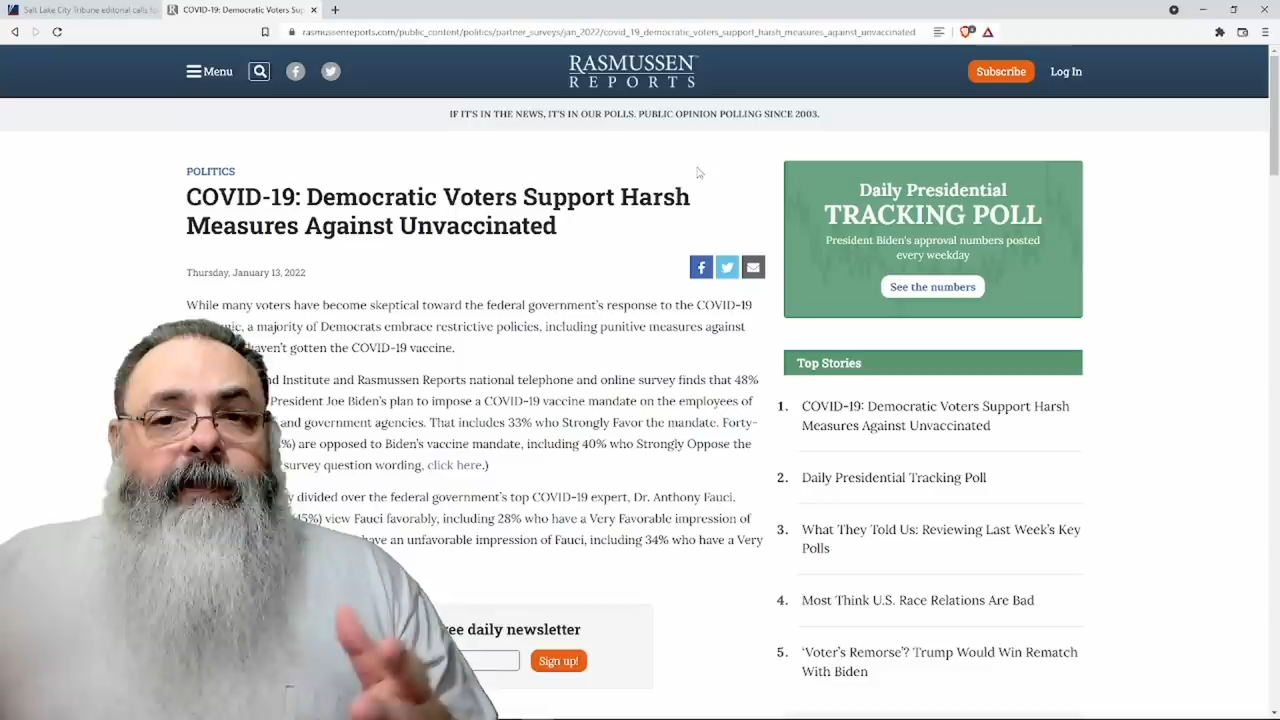 Salt Lake City Tribune editorial calls fo
COVID-19: Democratic Voters Sup
rasmussenreports.com/public_content/politics/partner_surveys/jan_2022/covid_19_democratic_voters_support_harsh_measures_against_unvaccinated
Menu
RASMUSSEN
REPORTS
Subscribe
Log In
IF IT'S IN THE NEWS, IT'S IN OUR POLLS. PUBLIC OPINION POLLING SINCE 2003.
POLITICS
COVID-19: Democratic Voters Support Harsh
Measures Against Unvaccinated
Thursday, January 13, 2022
While many voters have become skeptical toward the federal government's response to the COVID-19
a majority of Democrats embrace restrictive policies, including punitive measures against
haven't gotten the COVID-19 vaccine.
Institute and Rasmussen Reports national telephone and online survey finds that 48%
President Joe Biden's plan to impose a COVID-19 vaccine mandate on the employees of
and government agencies. That includes 33% who Strongly Favor the mandate. Forty-
%) are opposed to Biden's vaccine mandate, including 40% who Strongly Oppose the
survey question wording, click here.)
divided over the federal government's top COVID-19 expert, Dr. Anthony Fauci.
(45%) view Fauci favorably, including 28% who have a Very Favorable impression of
have an unfavorable impression of Fauci, including 34% who have a Very
ee daily newsletter
Sign up!
Daily Presidential
TRACKING POLL
President Biden's approval numbers posted
every weekday
See the numbers
Top Stories
1. COVID-19: Democratic Voters Support Harsh
Measures Against Unvaccinated
2. Daily Presidential Tracking Poll
3. What They Told Us: Reviewing Last Week's Key
Polls
4. Most Think U.S. Race Relations Are Bad
5. 'Voter's Remorse'? Trump Would Win Rematch
With Biden